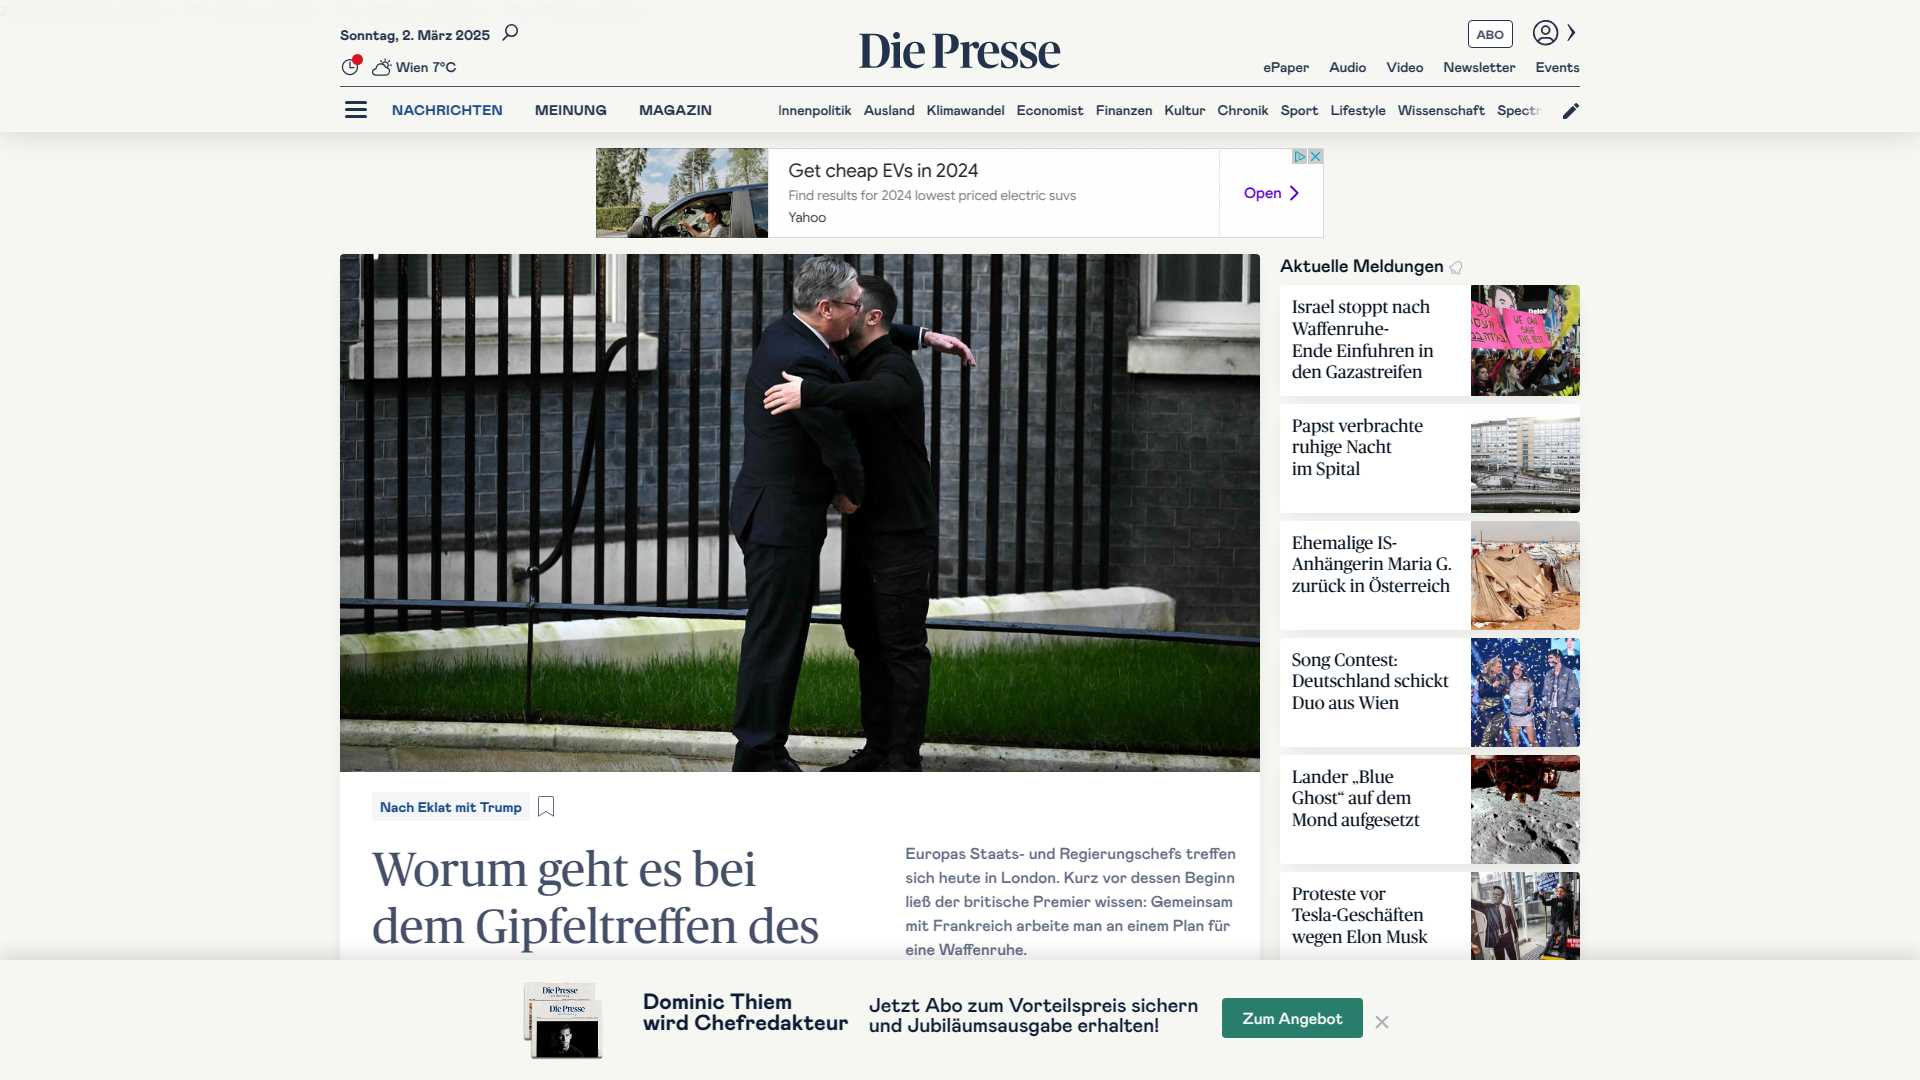 Sonntag, 2. März 2025
Die Presse
ABO
Wien 7°C
ePaper Audio Video Newsletter Events
NACHRICHTEN MEINUNG MAGAZIN
Innenpolitik Ausland Klimawandel Economist Finanzen Kultur Chronik Sport Lifestyle Wissenschaft
Get cheap EVs in 2024
Find results for 2024 lowest priced electric suvs
Yahoo
Open
Aktuelle Meldungen
Israel stoppt nach
Waffenruhe-
Ende Einfuhren in
den Gazastreifen
Papst verbrachte
ruhige Nacht
im Spital
Ehemalige IS-
Anhängerin Maria G.
zurück in Österreich
Song Contest:
Deutschland schickt
Duo aus Wien
Lander „Blue
Ghost“ auf dem
Mond aufgesetzt
Proteste vor
Tesla-Geschäften
wegen Elon Musk
Nach Eklat mit Trump
Worum geht es bei
dem Gipfeltreffen des
Europas Staats- und Regierungschefs treffen
sich heute in London. Kurz vor dessen Beginn
ließ der britische Premier wissen: Gemeinsam
mit Frankreich arbeite man an einem Plan für
eine Waffenruhe.
Die Presse
Die Presse
Dominic Thiem
wird Chefredakteur
Jetzt Abo zum Vorteilspreis sichern
und Jubiläumsausgabe erhalten!
Zum Angebot